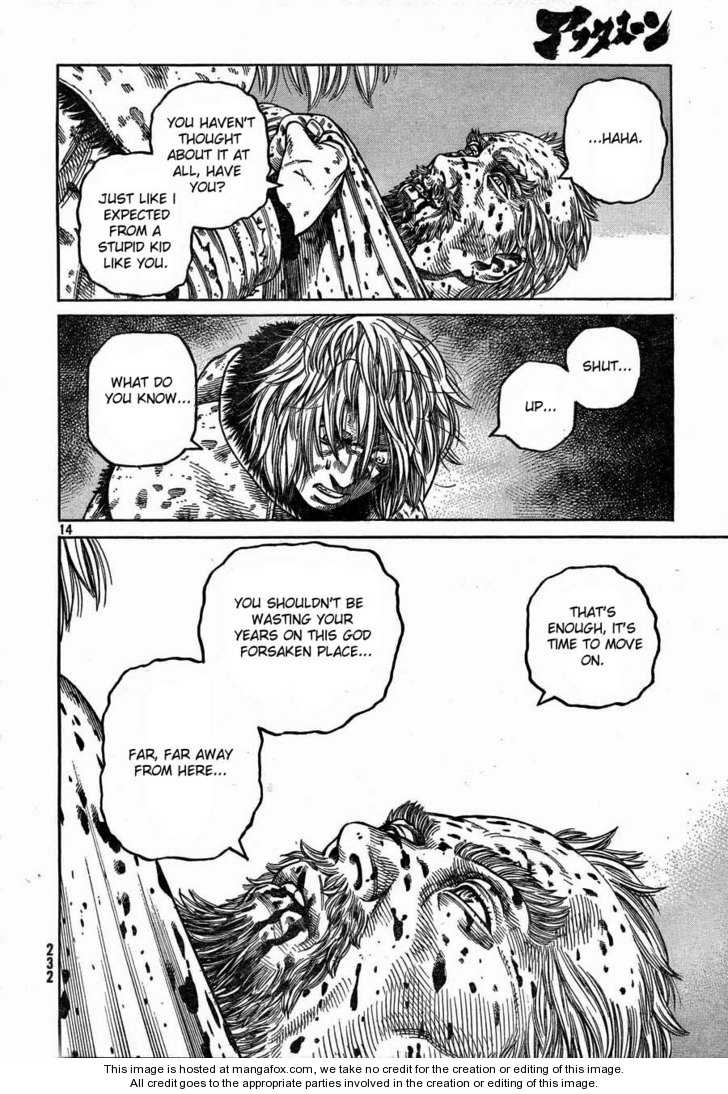 アフタヌーン
...HAHA.
YOU HAVEN'T
THOUGHT
ABOUT IT AT
ALL, HAVE
YOU?
JUST LIKE I
EXPECTED
FROM A
STUPID KID
LIKE YOU.
SHUT...
UP...
WHAT DO
YOU KNOW...
14
THAT'S
ENOUGH, IT'S
TIME TO MOVE
ON.
YOU SHOULDN'T BE
WASTING YOUR
YEARS ON THIS GOD
FORSAKEN PLACE...
FAR, FAR AWAY
FROM HERE...
232
This image is hosted at mangafox.com, we take no credit for the creation or editing of this image.
All credit goes to the appropriate parties involved in the creation or editing of this image.